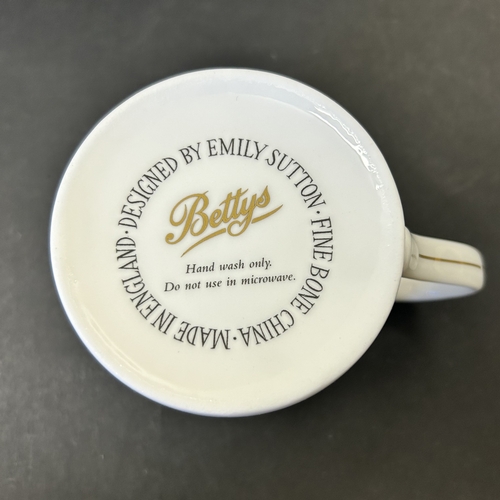 DESIGNED BY EMILY SUTTON · FINE BONE CHINA · MADE IN ENGLAND ·
Bettys
Hand wash only.
Do not use in microwave.